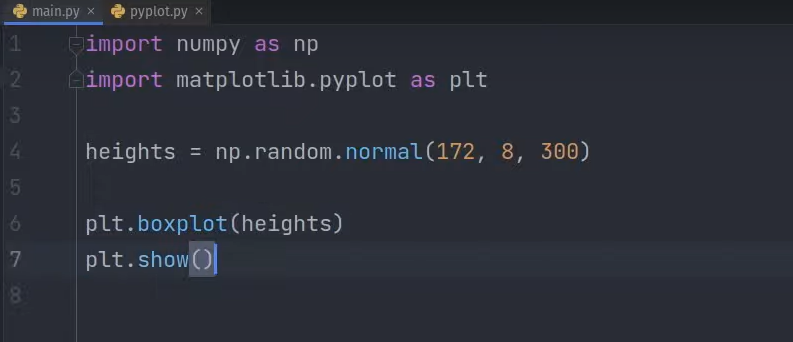 main.py × pyplot.py ×
1 import numpy as np
2 import matplotlib.pyplot as plt
3
4 heights = np.random.normal(172, 8, 300)
5
6 plt.boxplot(heights)
7 plt.show()
8